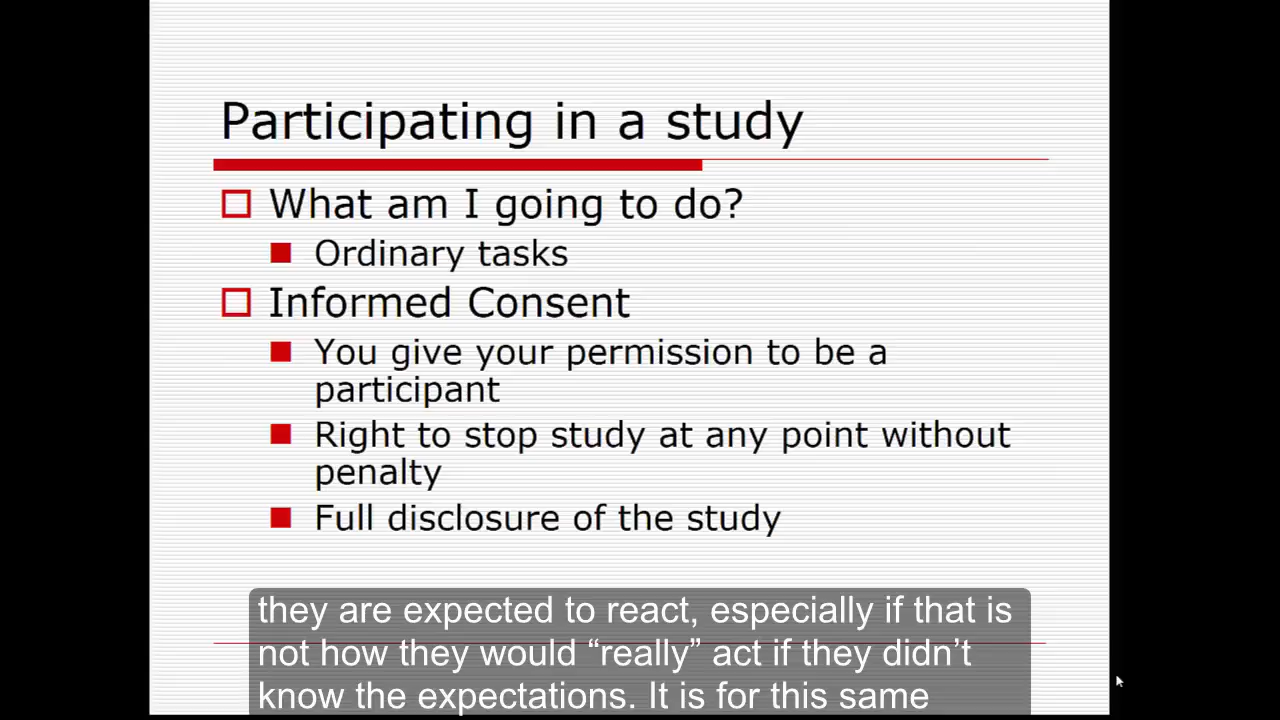 Participating in a study
What am I going to do?
Ordinary tasks
Informed Consent
You give your permission to be a
participant
Right to stop study at any point without
penalty
Full disclosure of the study
they are expected to react, especially if that is
not how they would “really” act if they didn’t
know the expectations. It is for this same